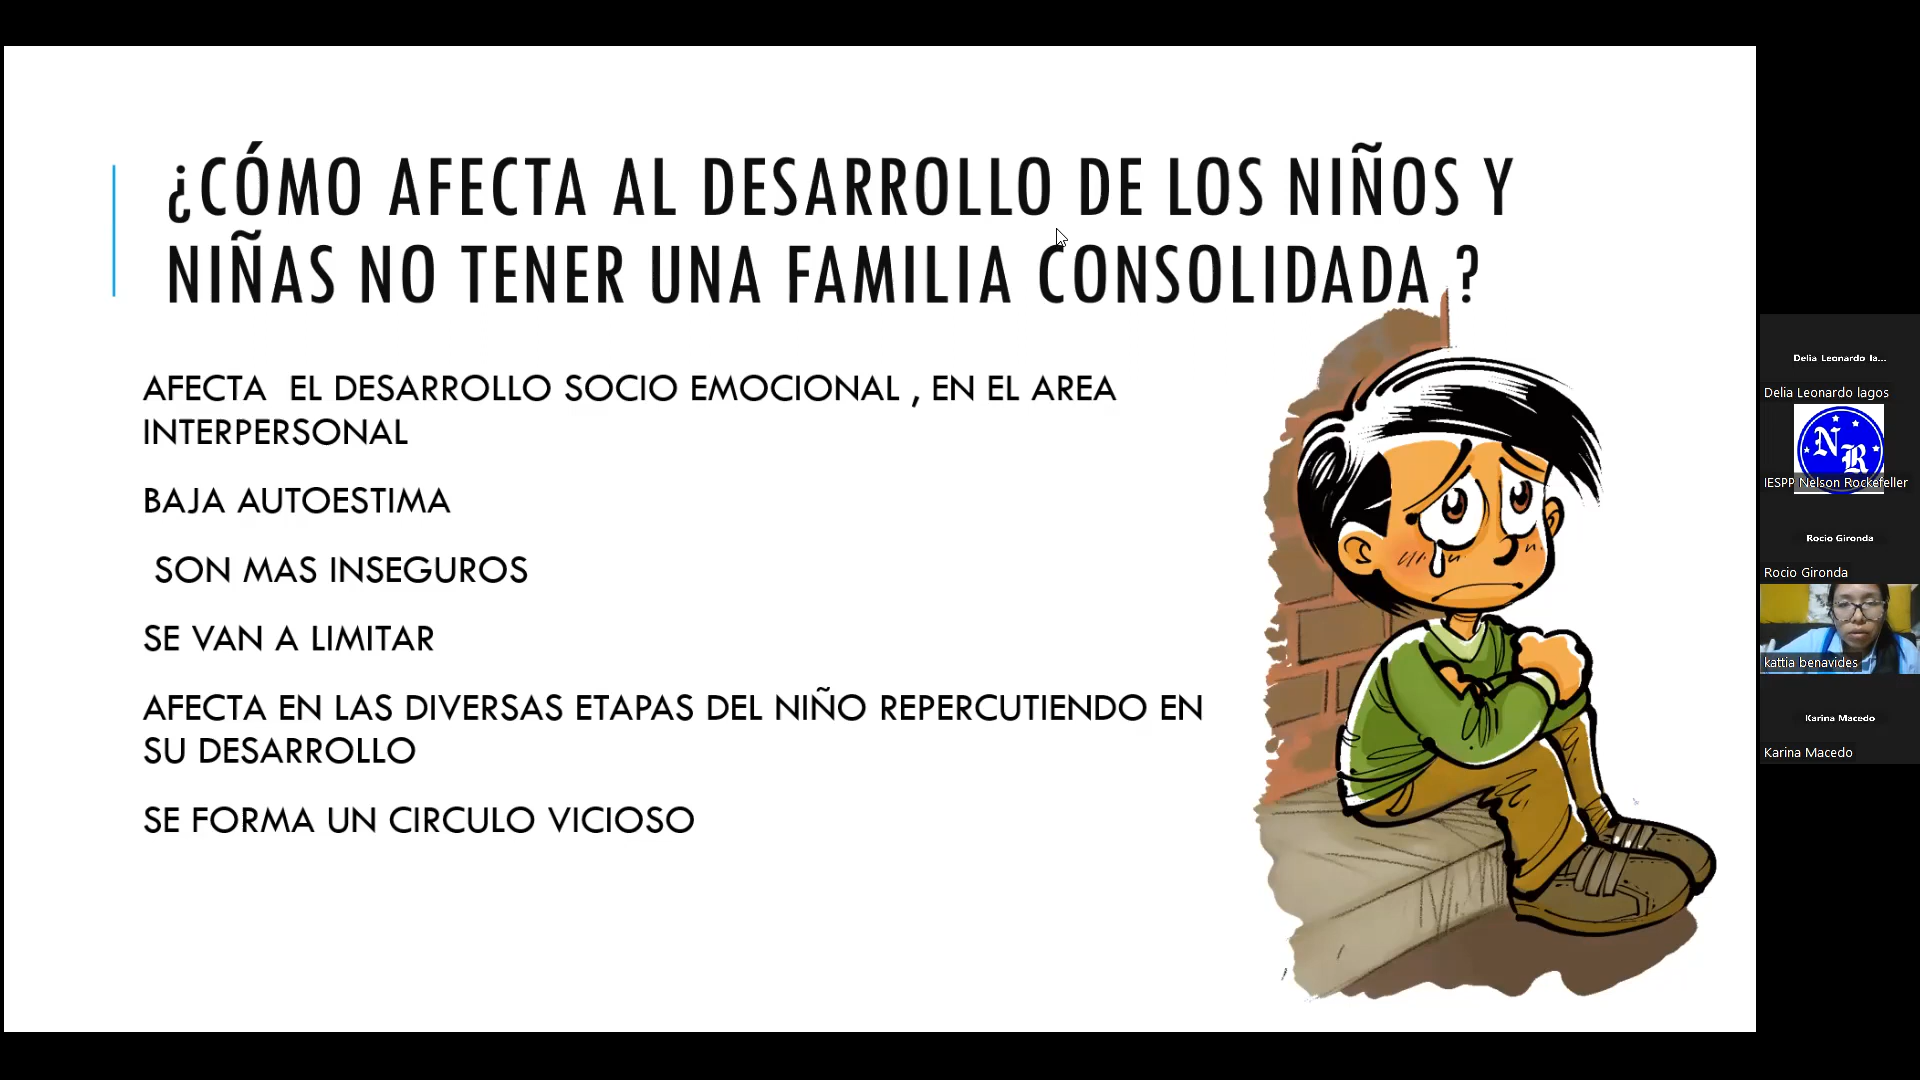 ¿CÓMO AFECTA AL DESARROLLO DE LOS NIÑOS Y
NIÑAS NO TENER UNA FAMILIA CONSOLIDADA ?
AFECTA  EL DESARROLLO SOCIO EMOCIONAL , EN EL AREA
INTERPERSONAL
BAJA AUTOESTIMA
SON MAS INSEGUROS
SE VAN A LIMITAR
AFECTA EN LAS DIVERSAS ETAPAS DEL NIÑO REPERCUTIENDO EN
SU DESARROLLO
SE FORMA UN CIRCULO VICIOSO
Delia Leonardo la...
Delia Leonardo lagos
N R
IESPP Nelson Rockefeller
Rocio Gironda
Rocio Gironda
kattia benavides
Karina Macedo
Karina Macedo